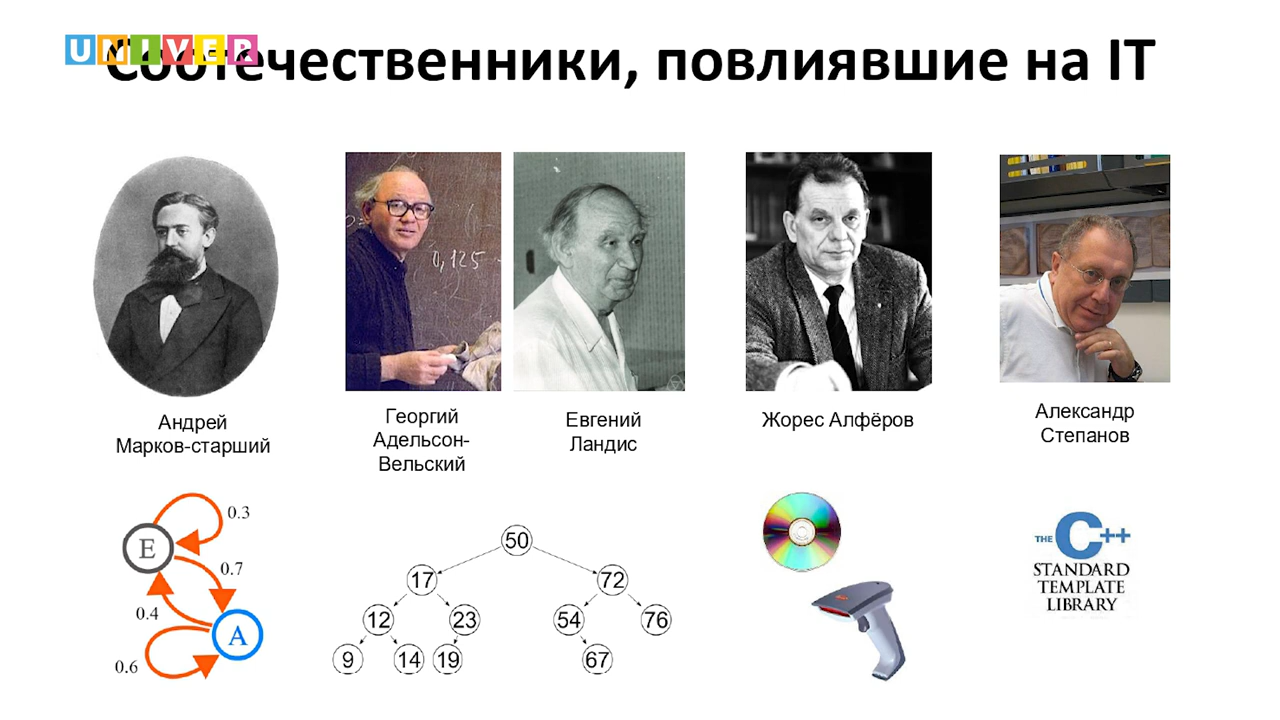 UNIVER
Соотечественники, повлиявшие на IT
0,125
Андрей
Марков-старший
Георгий
Адельсон-
Вельский
Евгений
Ландис
Жорес Алфёров
Александр
Степанов
E
0.3
0.7
0.4
A
0.6
50
17
72
12
23
54
76
9
14
19
67
THE C++
STANDARD
TEMPLATE
LIBRARY